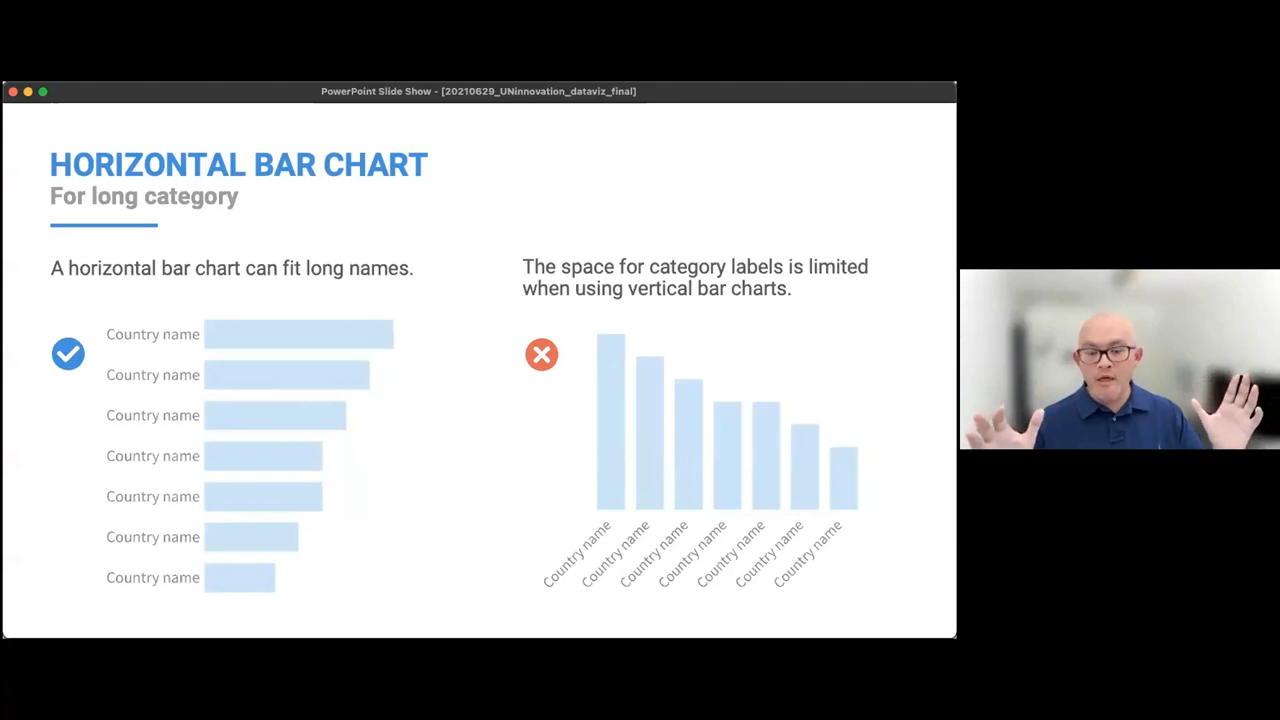 PowerPoint Slide Show - [20210629_UNinnovation_dataviz_final]
HORIZONTAL BAR CHART
For long category
A horizontal bar chart can fit long names.
Country name
Country name
Country name
Country name
Country name
Country name
Country name
The space for category labels is limited
when using vertical bar charts.
Country name
Country name
Country name
Country name
Country name
Country name
Country name